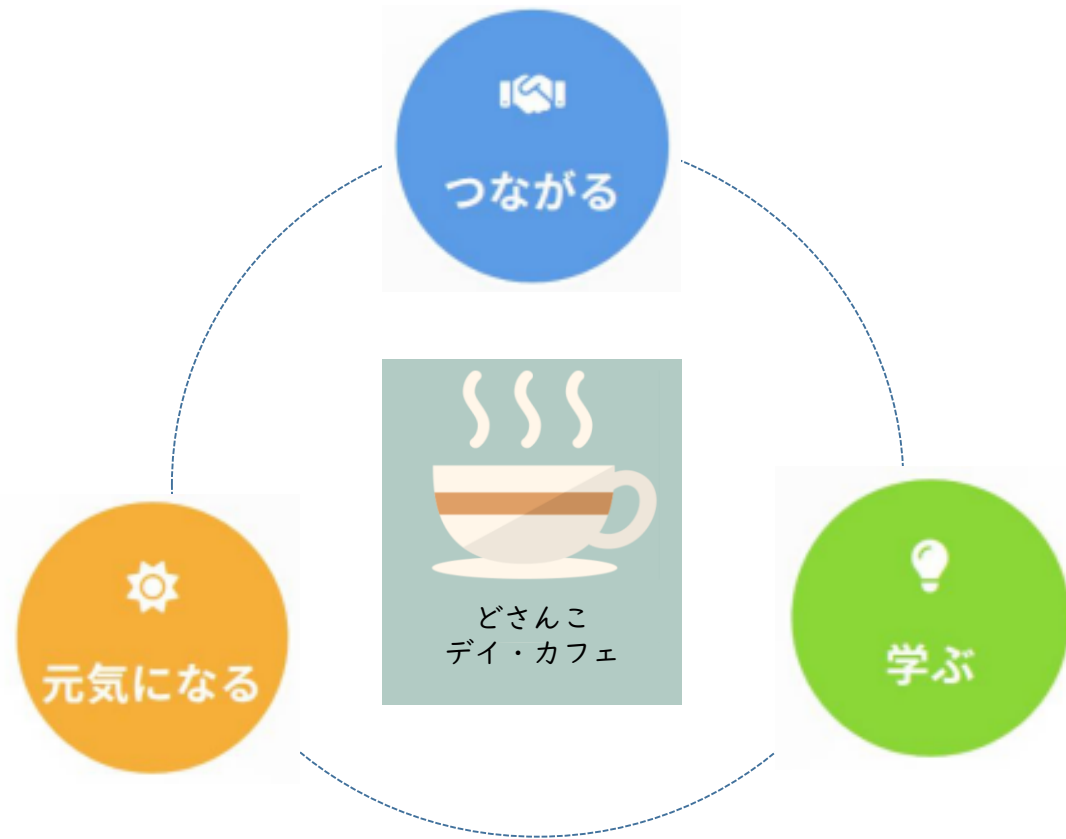 つながる
どさんこ
デイ・カフェ
元気になる
学ぶ